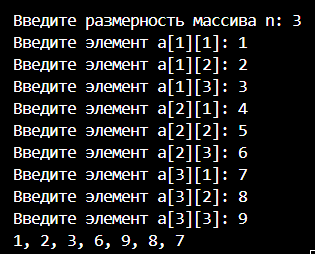 Введите размерность массива n: 3
Введите элемент a[1][1]: 1
Введите элемент a[1][2]: 2
Введите элемент a[1][3]: 3
Введите элемент a[2][1]: 4
Введите элемент a[2][2]: 5
Введите элемент a[2][3]: 6
Введите элемент a[3][1]: 7
Введите элемент a[3][2]: 8
Введите элемент a[3][3]: 9
1, 2, 3, 6, 9, 8, 7